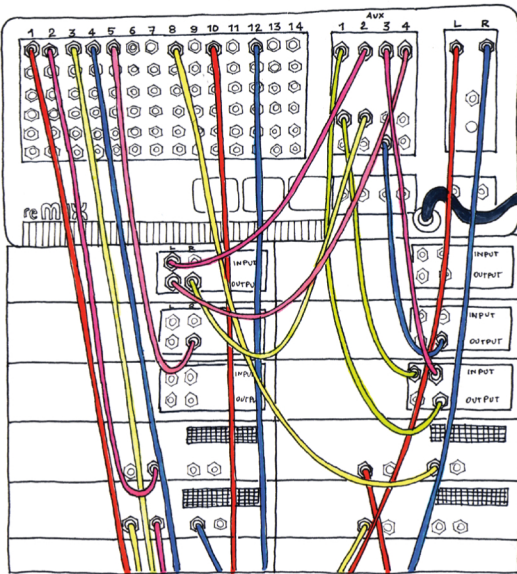 AUX
1 2 3 4 5 6 7 8 9 10 11 12 13 14
1 2 3 4
L R
remix
L R
INPUT
OUTPUT
INPUT
OUTPUT
L
INPUT
OUTPUT
INPUT
OUTPUT
INPUT
OUTPUT